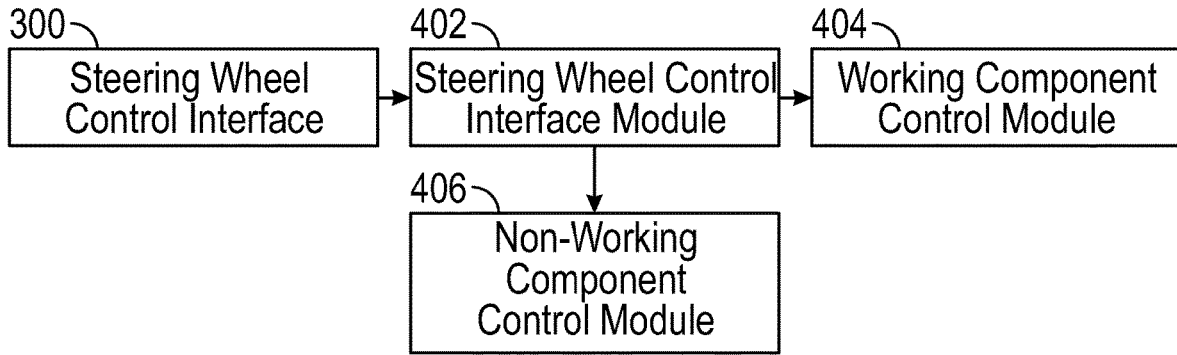 300
Steering Wheel
Control Interface
402
Steering Wheel Control
Interface Module
404
Working Component
Control Module
406
Non-Working
Component
Control Module